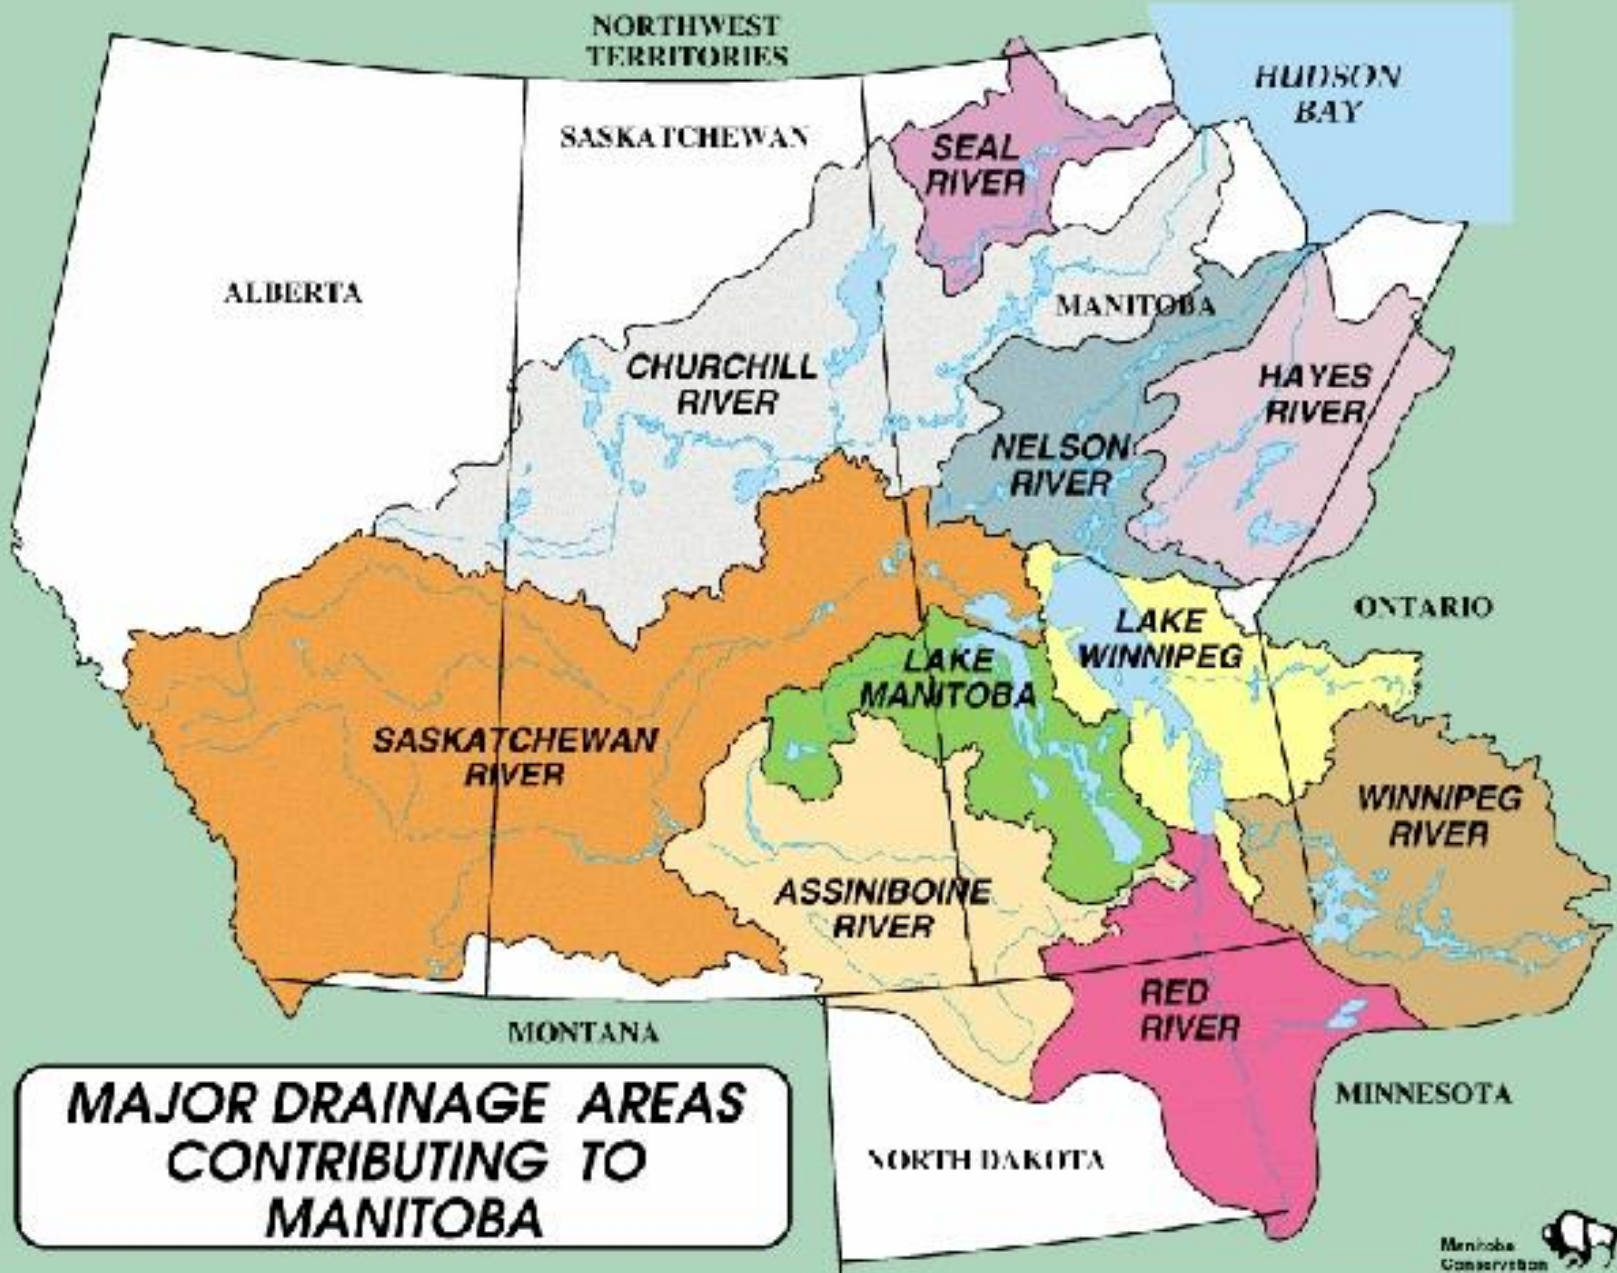 NORTHWEST
TERRITORIES
HUDSON
BAY
SASKATCHEWAN
SEAL
RIVER
ALBERTA
MANITOBA
CHURCHILL
RIVER
HAYES
RIVER
NELSON
RIVER
ONTARIO
LAKE
WINNIPEG
LAKE
MANITOBA
SASKATCHEWAN
RIVER
WINNIPEG
RIVER
ASSINIBOINE
RIVER
RED
RIVER
MONTANA
MINNESOTA
NORTH DAKOTA
MAJOR DRAINAGE AREAS
CONTRIBUTING TO
MANITOBA
Manitoba
Conservation